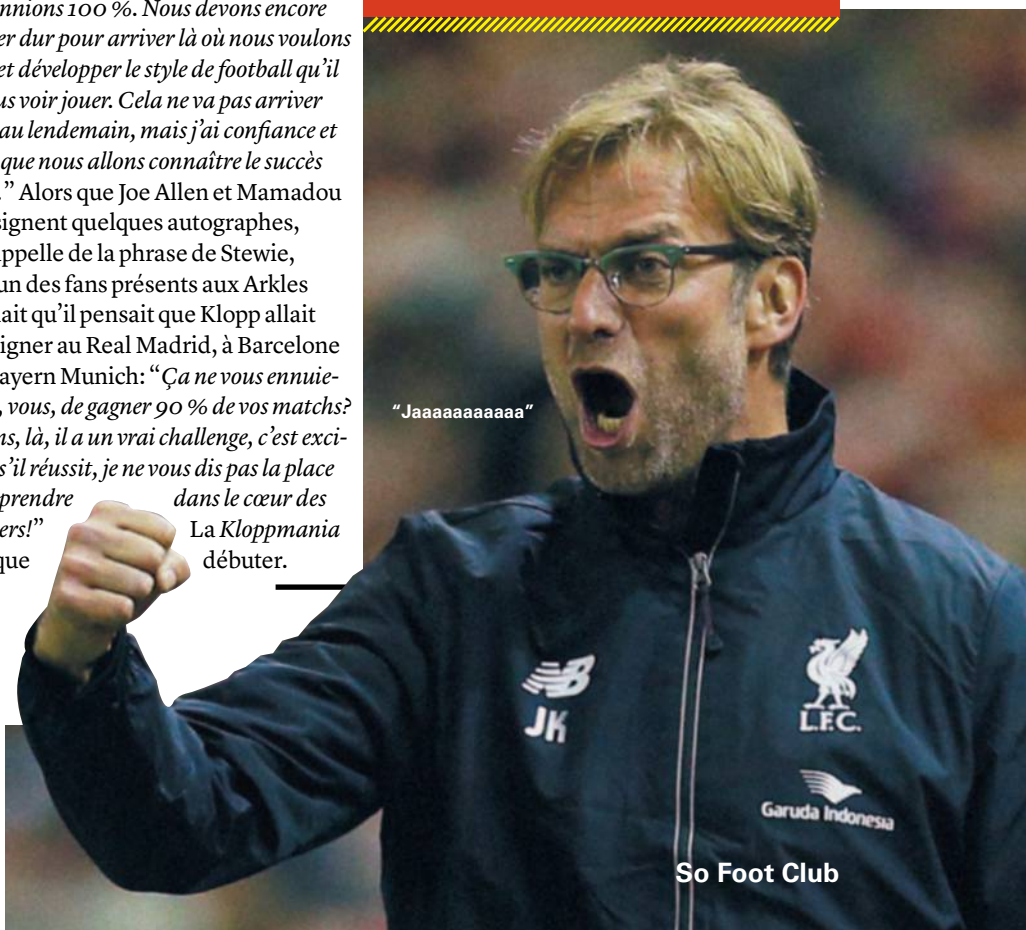 nnions 100 %. Nous devons encore
er dur pour arriver là où nous voulons
et développer le style de football qu'il
us voir jouer. Cela ne va pas arriver
au lendemain, mais j'ai confiance et
que nous allons connaître le succès
.” Alors que Joe Allen et Mamadou
signent quelques autographes,
appelle de la phrase de Stewie,
un des fans présents aux Arkles
ait qu'il pensait que Klopp allait
igner au Real Madrid, à Barcelone
ayern Munich: “Ça ne vous ennuie-
, vous, de gagner 90 % de vos matchs?
ns, là, il a un vrai challenge, c'est exci-
s'il réussit, je ne vous dis pas la place
prendre dans le cœur des
ers!” La Kloppmania
que débuter.
“Jaaaaaaaaaaa”
NB
JK
L.F.C.
Garuda Indonesia
So Foot Club